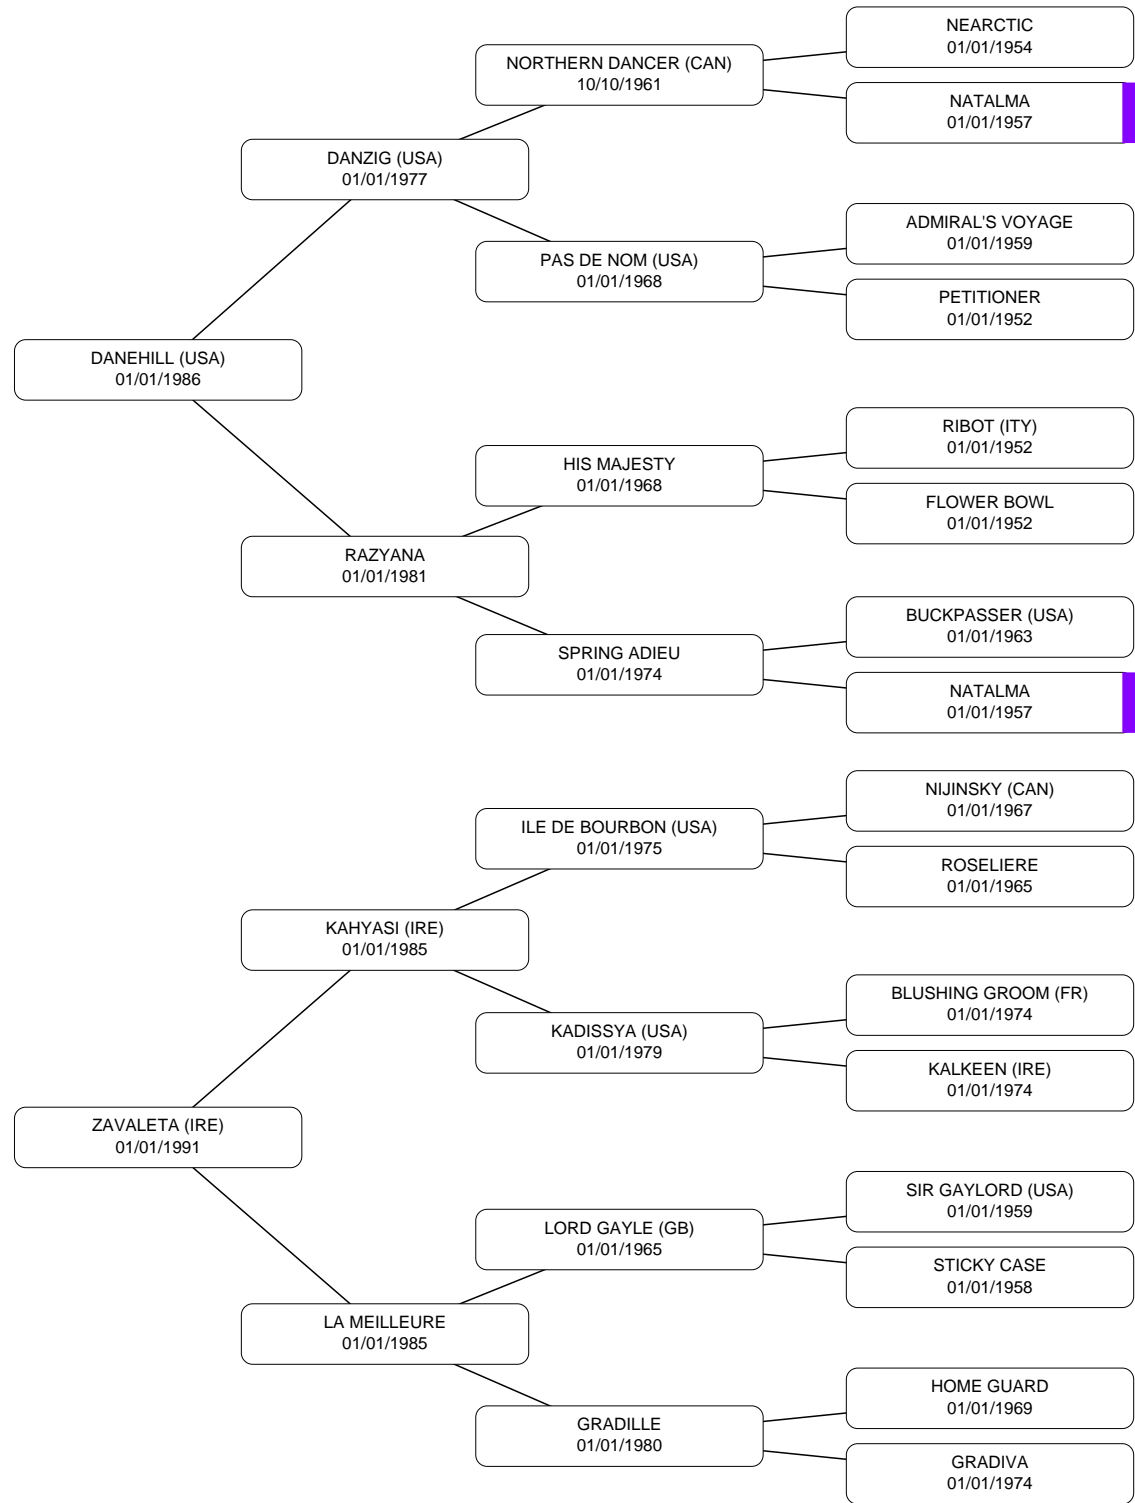 NEARCTIC
01/01/1954
NORTHERN DANCER (CAN)
10/10/1961
NATALMA
01/01/1957
DANZIG (USA)
01/01/1977
ADMIRAL'S VOYAGE
01/01/1959
PAS DE NOM (USA)
01/01/1968
PETITIONER
01/01/1952
DANEHILL (USA)
01/01/1986
RIBOT (ITY)
01/01/1952
HIS MAJESTY
01/01/1968
FLOWER BOWL
01/01/1952
RAZYANA
01/01/1981
BUCKPASSER (USA)
01/01/1963
SPRING ADIEU
01/01/1974
NATALMA
01/01/1957
NIJINSKY (CAN)
01/01/1967
ILE DE BOURBON (USA)
01/01/1975
ROSELIERE
01/01/1965
KAHYASI (IRE)
01/01/1985
BLUSHING GROOM (FR)
01/01/1974
KADISSYA (USA)
01/01/1979
KALKEEN (IRE)
01/01/1974
ZAVALETA (IRE)
01/01/1991
SIR GAYLORD (USA)
01/01/1959
LORD GAYLE (GB)
01/01/1965
STICKY CASE
01/01/1958
LA MEILLEURE
01/01/1985
HOME GUARD
01/01/1969
GRADILLE
01/01/1980
GRADIVA
01/01/1974